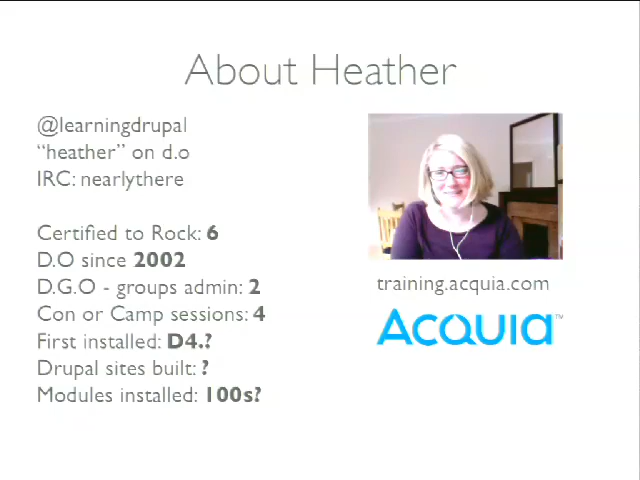 About Heather
@learningdrupal
“heather” on d.o
IRC: nearlythere
Certified to Rock: 6
D.O since 2002
D.G.O - groups admin: 2
Con or Camp sessions: 4
First installed: D4.?
Drupal sites built: ?
Modules installed: 100s?
training.acquia.com
ACQUIA™